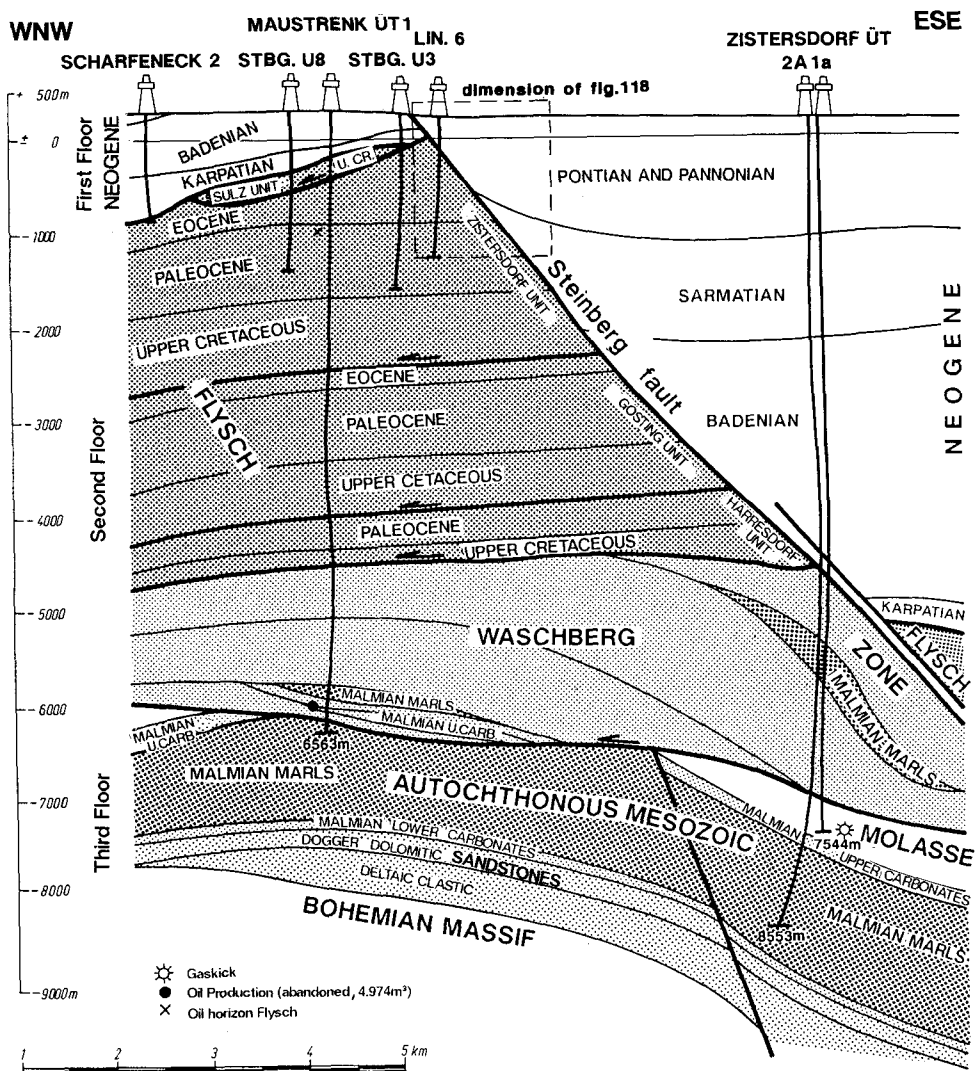 WNW
MAUSTRENK ÜT1
ESE
SCHARFENECK 2
STBG. U8
STBG. U3
LIN. 6
ZISTERSDORF ÜT
2A 1a
dimension of fig.118
+ 500m
± 0
-1000
-2000
-3000
-4000
-5000
-6000
-7000
-8000
-9000m
First Floor
NEOGENE
Second Floor
Third Floor
BADENIAN
KARPATIAN
SULZ UNIT
U. CR.
EOCENE
PALEOCENE
UPPER CRETACEOUS
FLYSCH
EOCENE
PALEOCENE
UPPER CETACEOUS
PALEOCENE
UPPER CRETACEOUS
ZISTERSDORF UNIT
Steinberg fault
GÖSTING UNIT
HARRESDORF UNIT
PONTIAN AND PANNONIAN
SARMATIAN
BADENIAN
NEOGENE
KARPATIAN
FLYSCH
WASCHBERG
ZONE
MALMIAN MARLS
MALMIAN MARLS
MALMIAN U.CARB.
MALMIAN U.CARB.
6563m
MALMIAN MARLS
AUTOCHTHONOUS MESOZOIC
MALMIAN LOWER CARBONATES
DOGGER DOLOMITIC SANDSTONES
DELTAIC CLASTIC
BOHEMIAN MASSIF
MOLASSE
7544m
MALMIAN UPPER CARBONATES
MALMIAN MARLS
8553m
Gaskick
Oil Production (abandoned, 4.974m³)
Oil horizon Flysch
1 2 3 4 5 km